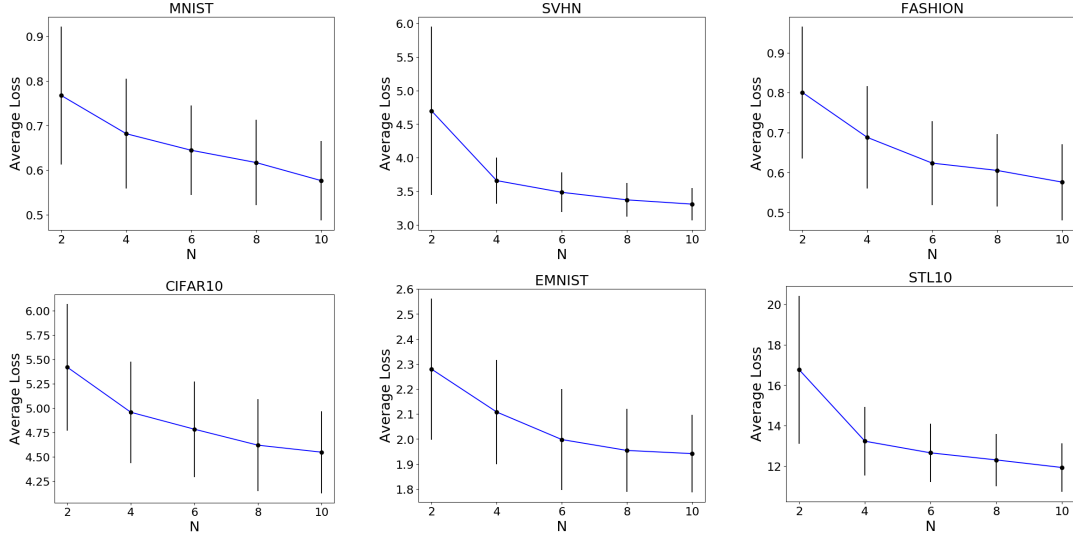 MNIST
Average Loss
0.9
0.8
0.7
0.6
0.5
2 4 6 8 10
N
SVHN
Average Loss
6.0
5.5
5.0
4.5
4.0
3.5
3.0
2 4 6 8 10
N
FASHION
Average Loss
0.9
0.8
0.7
0.6
0.5
2 4 6 8 10
N
CIFAR10
Average Loss
6.00
5.75
5.50
5.25
5.00
4.75
4.50
4.25
2 4 6 8 10
N
EMNIST
Average Loss
2.6
2.5
2.4
2.3
2.2
2.1
2.0
1.9
1.8
2 4 6 8 10
N
STL10
Average Loss
20
18
16
14
12
2 4 6 8 10
N